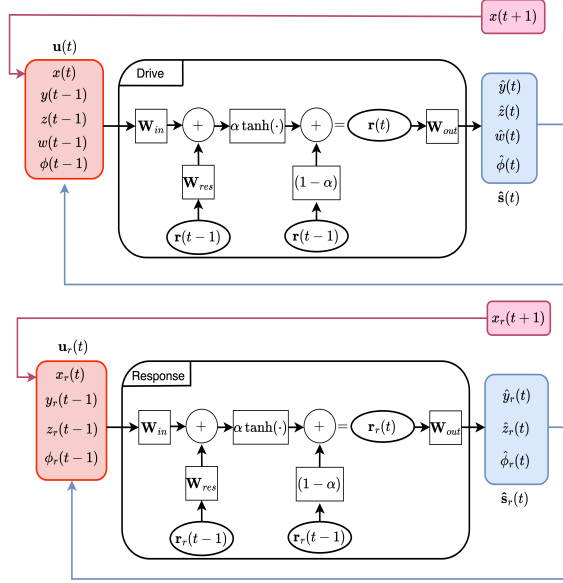 x(t+1)
u(t)
x(t)
y(t−1)
z(t−1)
w(t−1)
ϕ(t−1)
Drive
W_in
+
α tanh(·)
+
=
r(t)
W_out
W_res
(1−α)
r(t−1)
r(t−1)
ŷ(t)
ẑ(t)
ŵ(t)
ϕ̂(t)
ŝ(t)
x_r(t+1)
u_r(t)
x_r(t)
y_r(t−1)
z_r(t−1)
ϕ_r(t−1)
Response
W_in
+
α tanh(·)
+
=
r_r(t)
W_out
W_res
(1−α)
r_r(t−1)
r_r(t−1)
ŷ_r(t)
ẑ_r(t)
ϕ̂_r(t)
ŝ_r(t)